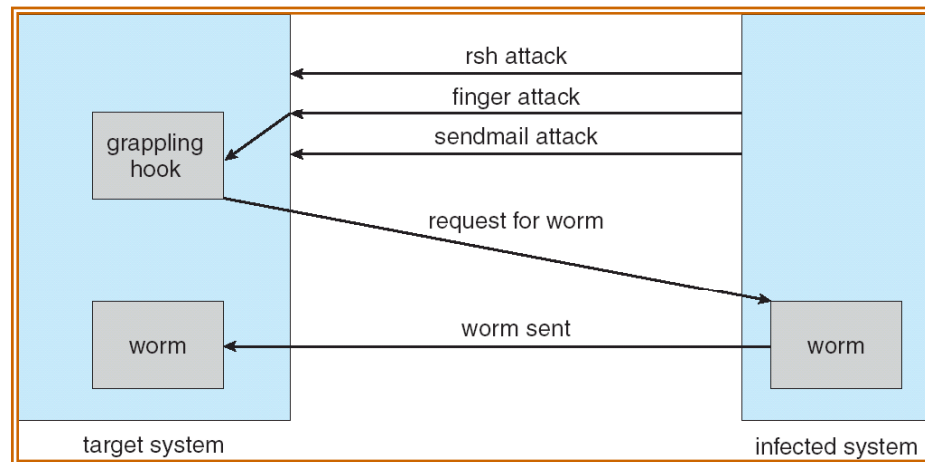 rsh attack
finger attack
sendmail attack
grappling
hook
request for worm
worm sent
worm
worm
target system
infected system